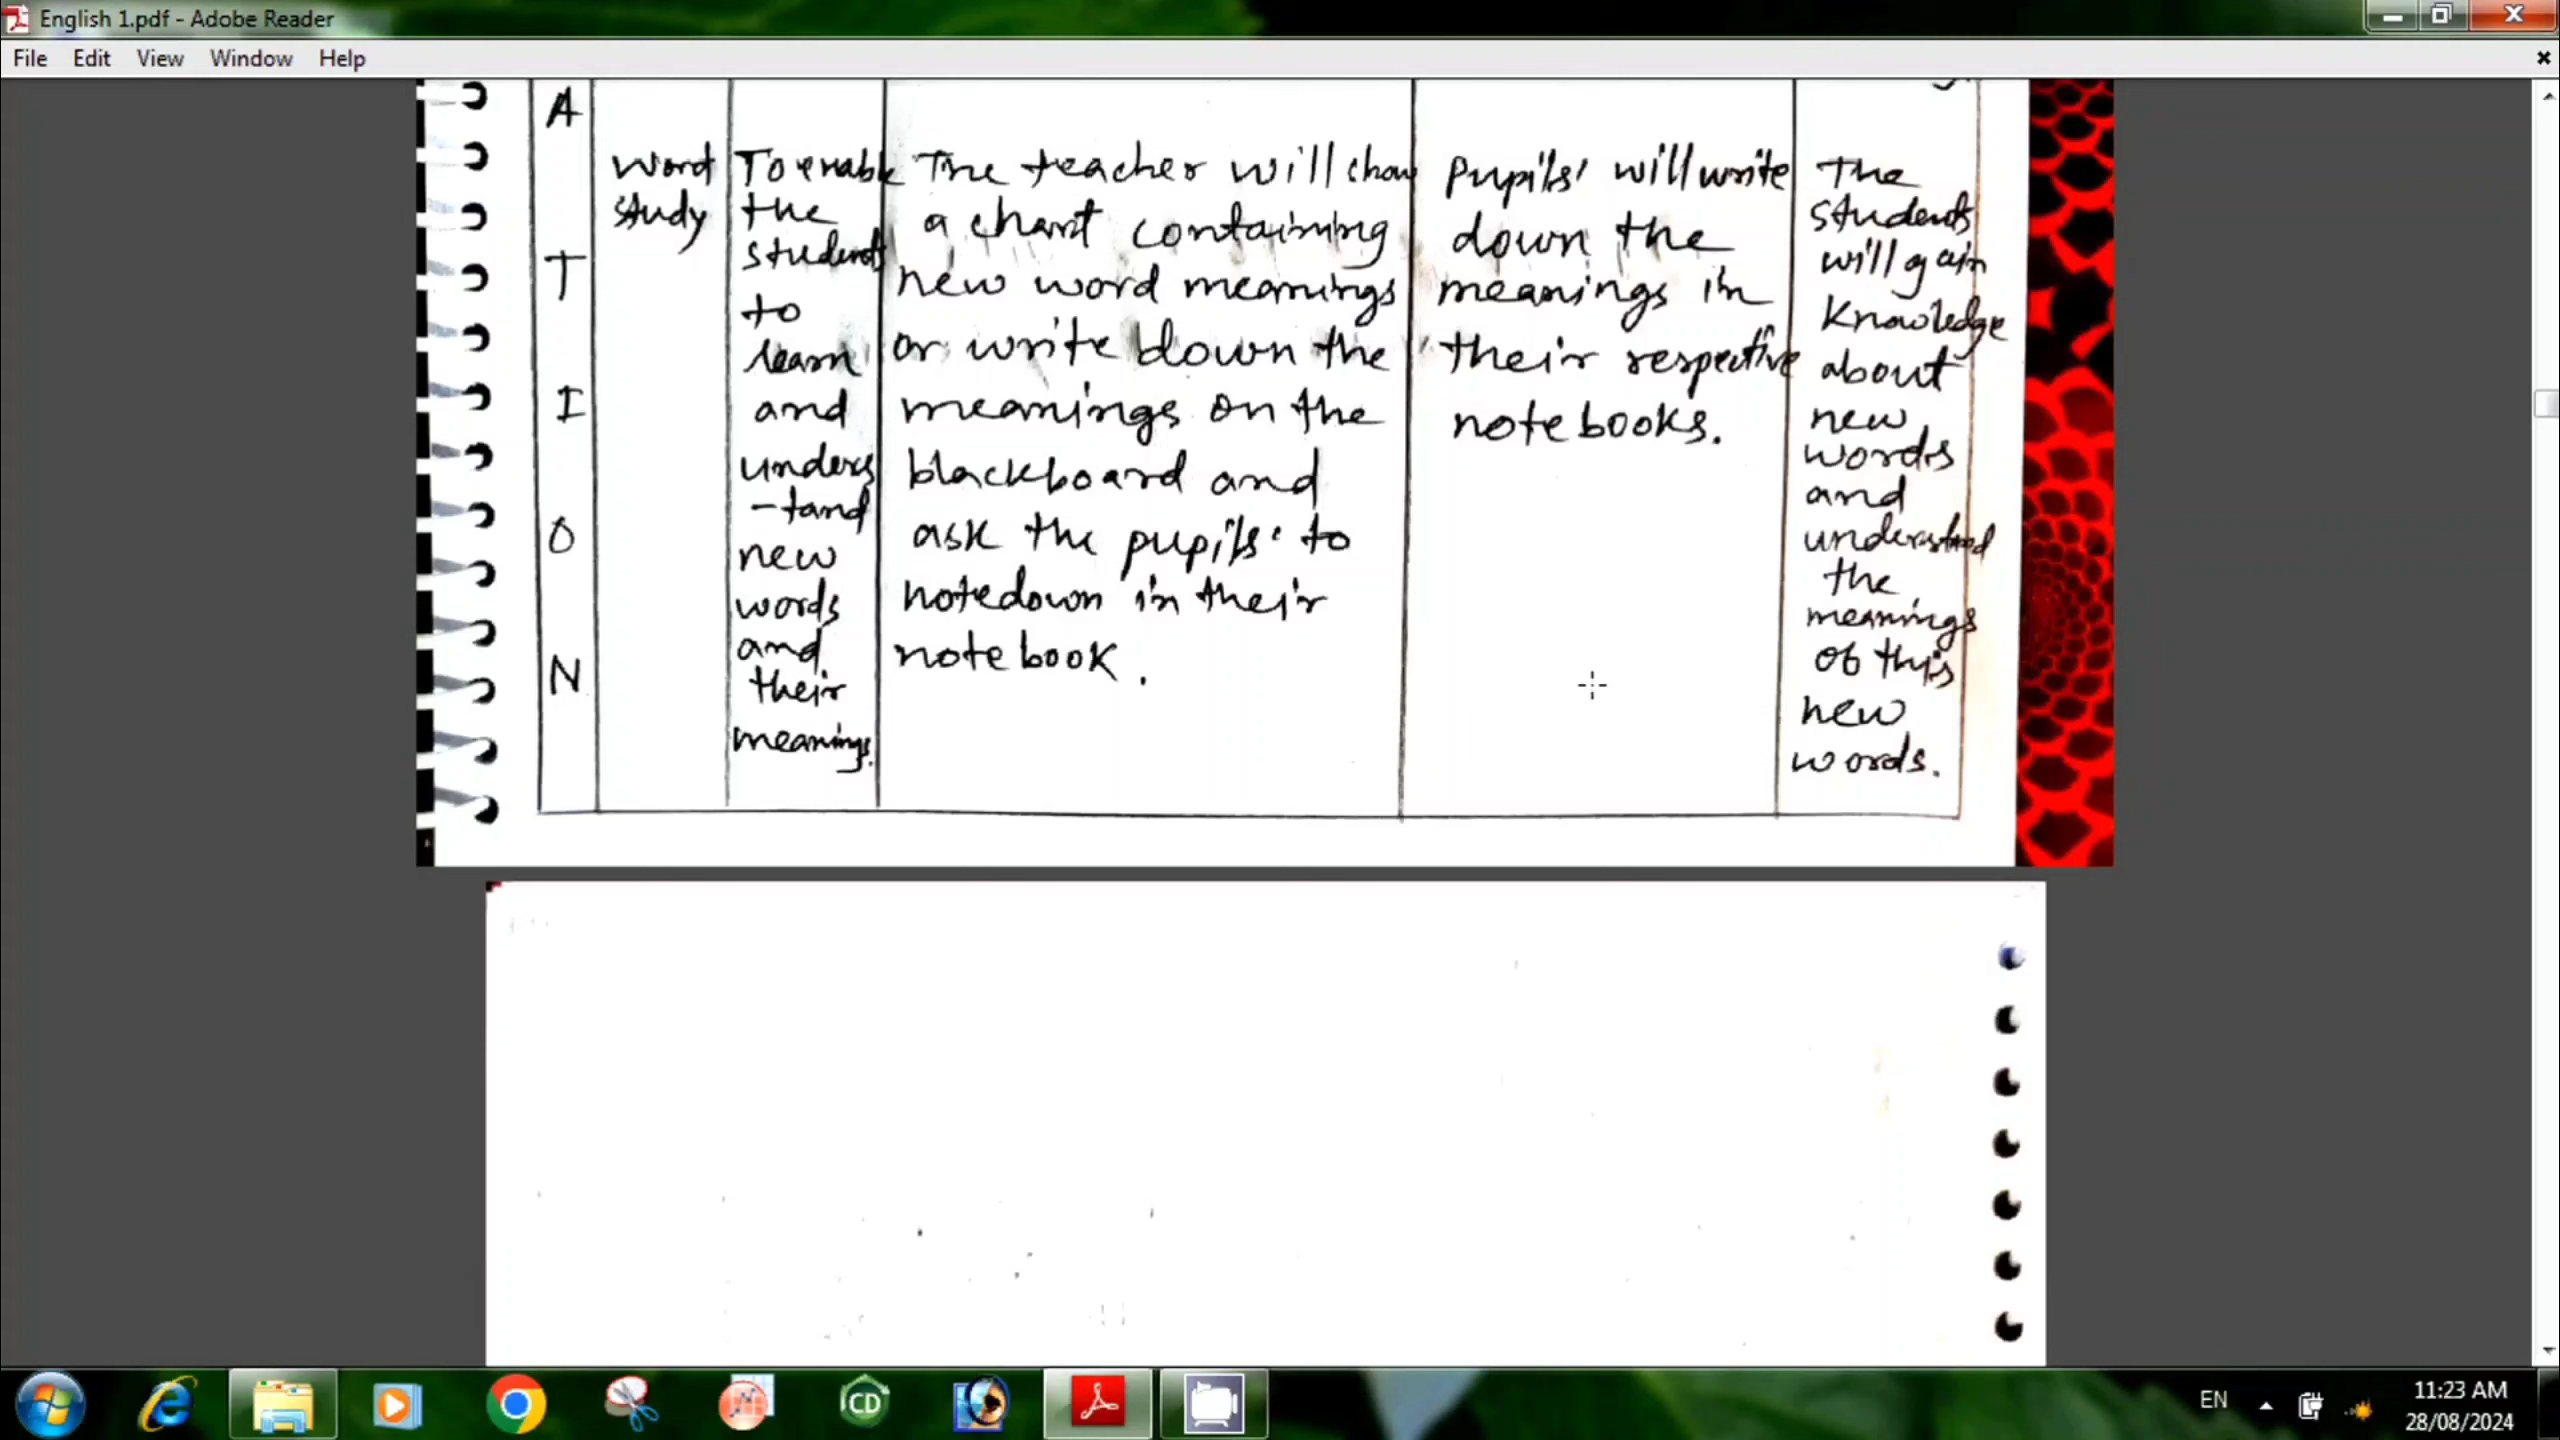 English 1.pdf - Adobe Reader
File Edit View Window Help
A
T
I
O
N
Word
study
To enable
the
students
to
learn
and
unders
-tand
new
words
and
their
meanings.
The teacher will show
a chart containing
new word meanings
or write down the
meanings on the
blackboard and
ask the pupils' to
notedown in their
notebook.
Pupils' will write
down the
meanings in
their respective
notebooks.
The
students
will gain
knowledge
about
new
words
and
understand
the
meanings
of this
new
words.
CD
EN
11:23 AM
28/08/2024